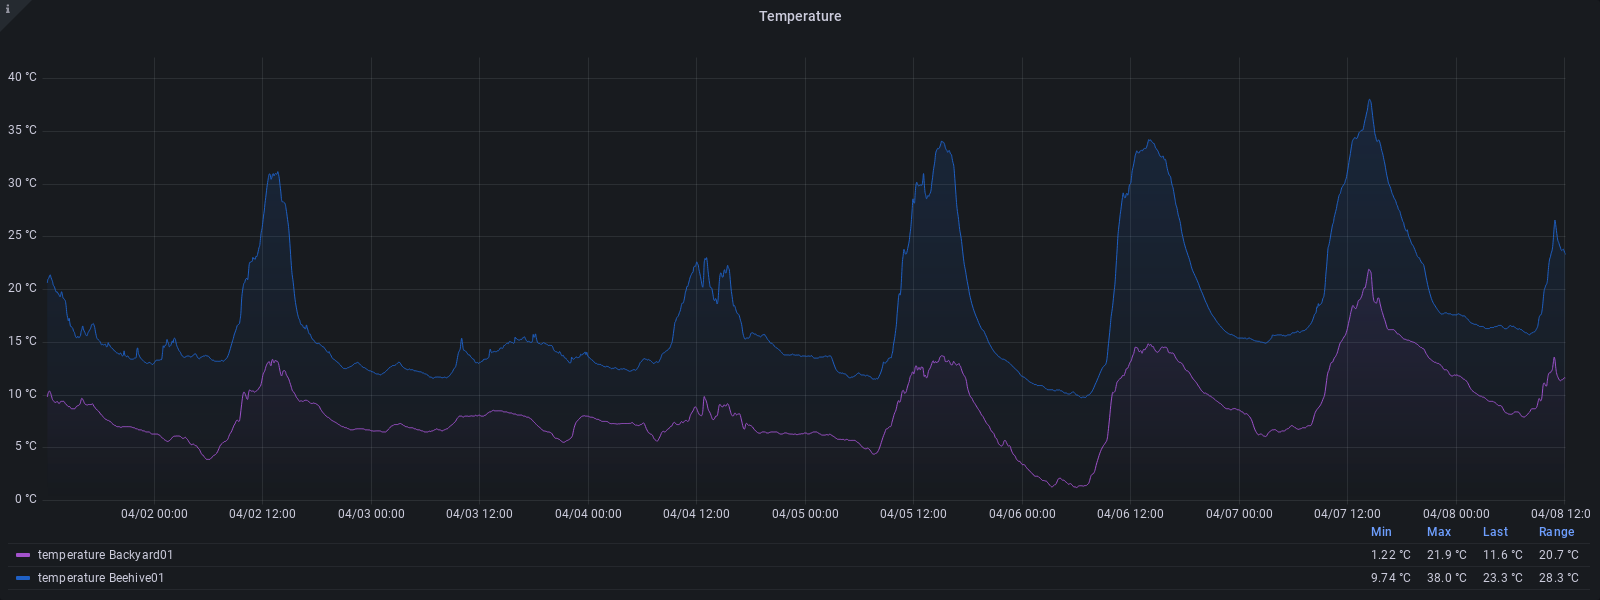 i
Temperature
40 °C
35 °C
30 °C
25 °C
20 °C
15 °C
10 °C
5 °C
0 °C
04/02 00:00 04/02 12:00 04/03 00:00 04/03 12:00 04/04 00:00 04/04 12:00 04/05 00:00 04/05 12:00 04/06 00:00 04/06 12:00 04/07 00:00 04/07 12:00 04/08 00:00 04/08 12:0
Min Max Last Range
temperature Backyard01 1.22 °C 21.9 °C 11.6 °C 20.7 °C
temperature Beehive01 9.74 °C 38.0 °C 23.3 °C 28.3 °C